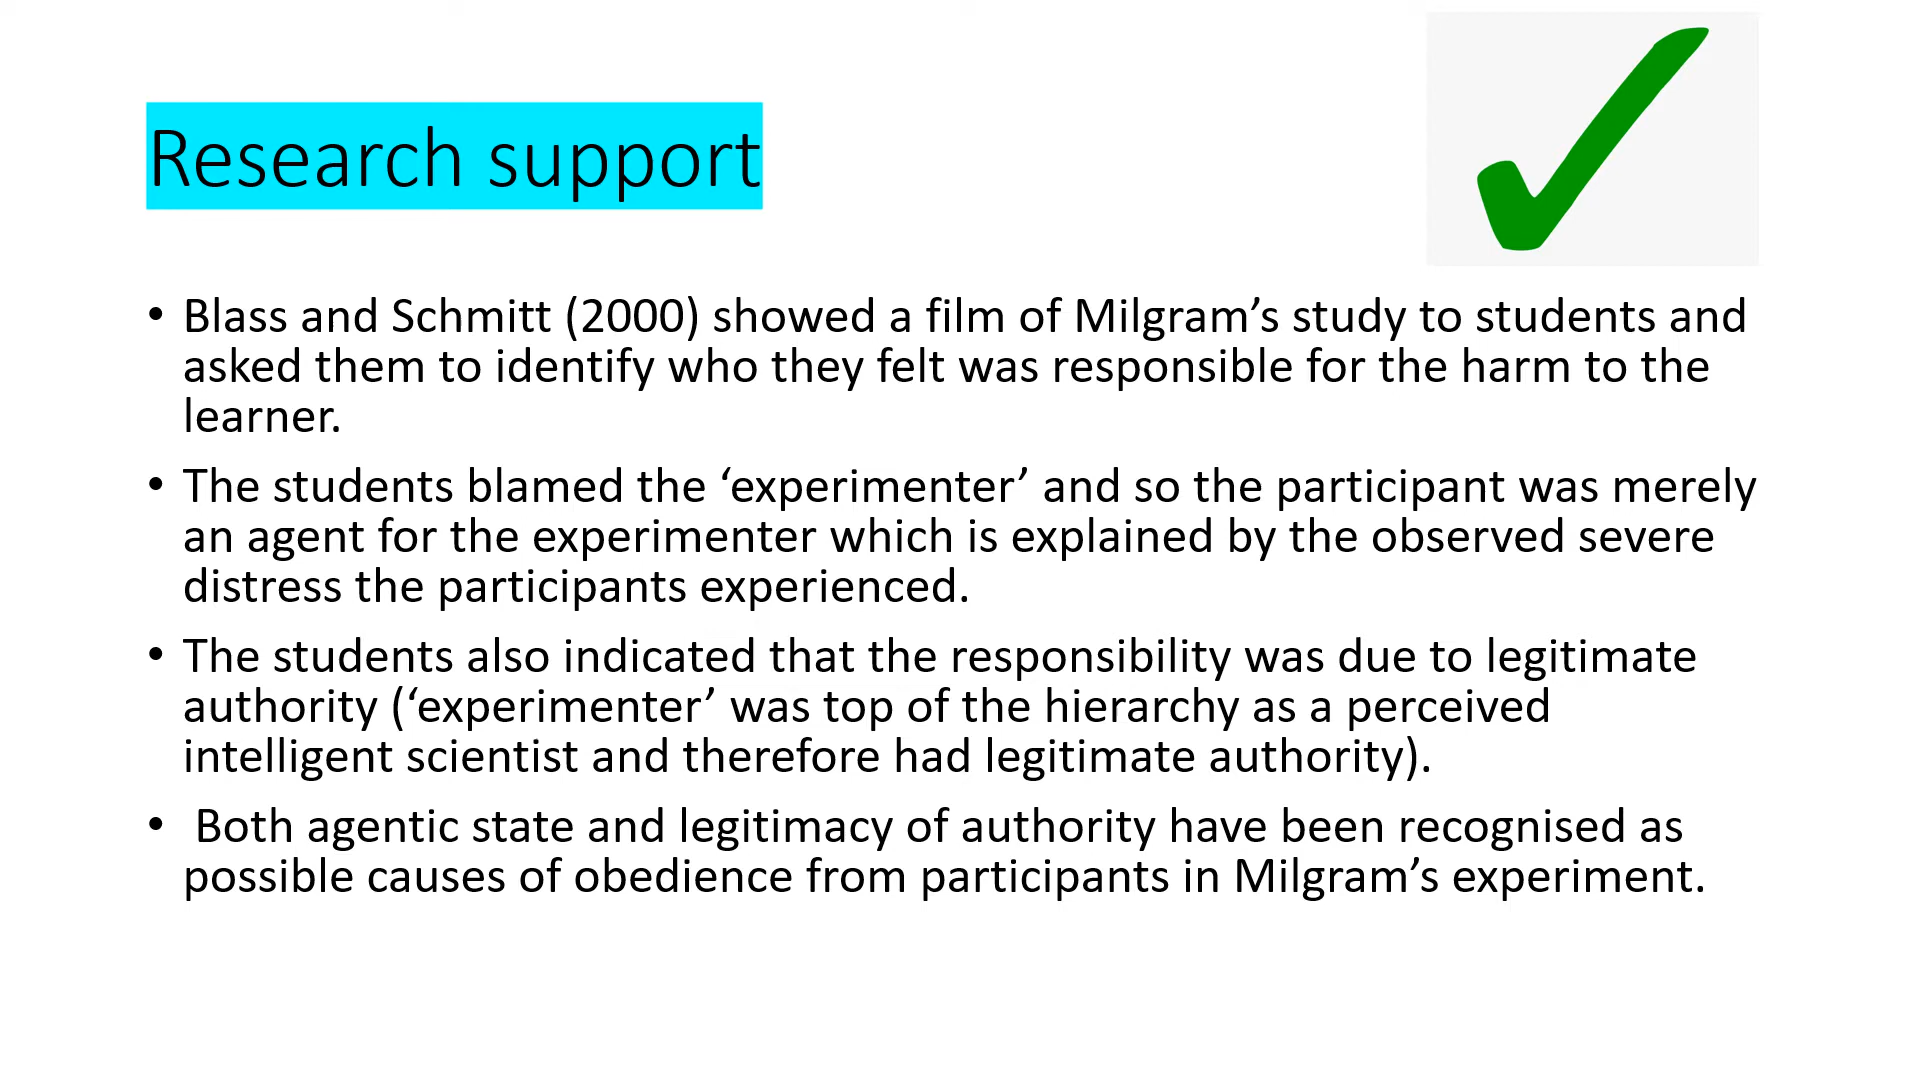 Research support
• Blass and Schmitt (2000) showed a film of Milgram’s study to students and
asked them to identify who they felt was responsible for the harm to the
learner.
• The students blamed the ‘experimenter’ and so the participant was merely
an agent for the experimenter which is explained by the observed severe
distress the participants experienced.
• The students also indicated that the responsibility was due to legitimate
authority (‘experimenter’ was top of the hierarchy as a perceived
intelligent scientist and therefore had legitimate authority).
• Both agentic state and legitimacy of authority have been recognised as
possible causes of obedience from participants in Milgram’s experiment.